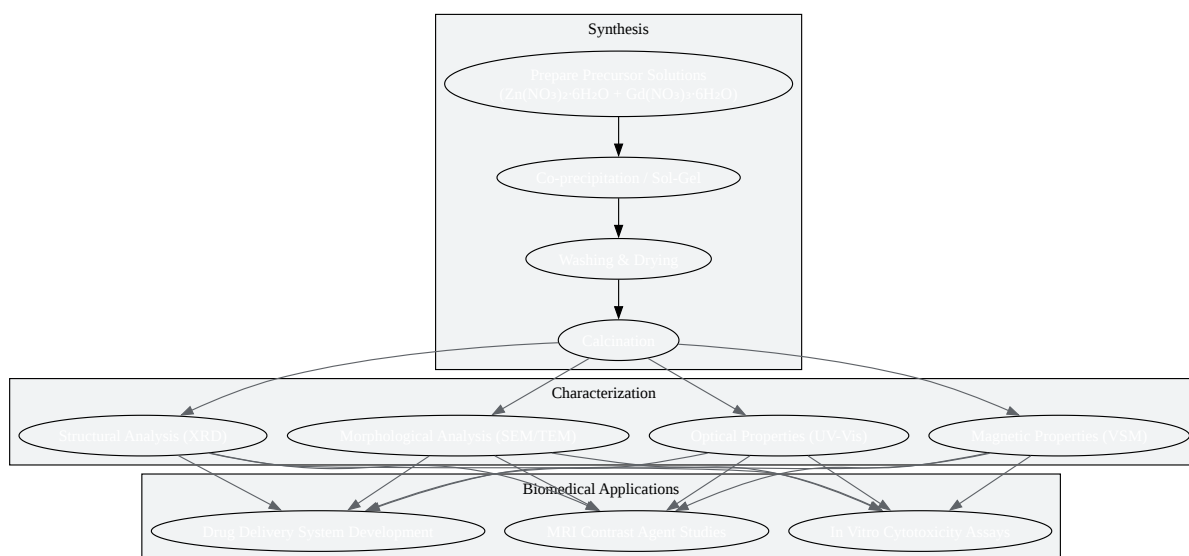 Synthesis
Prepare Precursor Solutions
(Zn(NO₃)₂·6H₂O + Gd(NO₃)₃·6H₂O)
Co-precipitation / Sol-Gel
Washing & Drying
Calcination
Characterization
Structural Analysis (XRD)
Morphological Analysis (SEM/TEM)
Optical Properties (UV-Vis)
Magnetic Properties (VSM)
Biomedical Applications
Drug Delivery System Development
MRI Contrast Agent Studies
In Vitro Cytotoxicity Assays